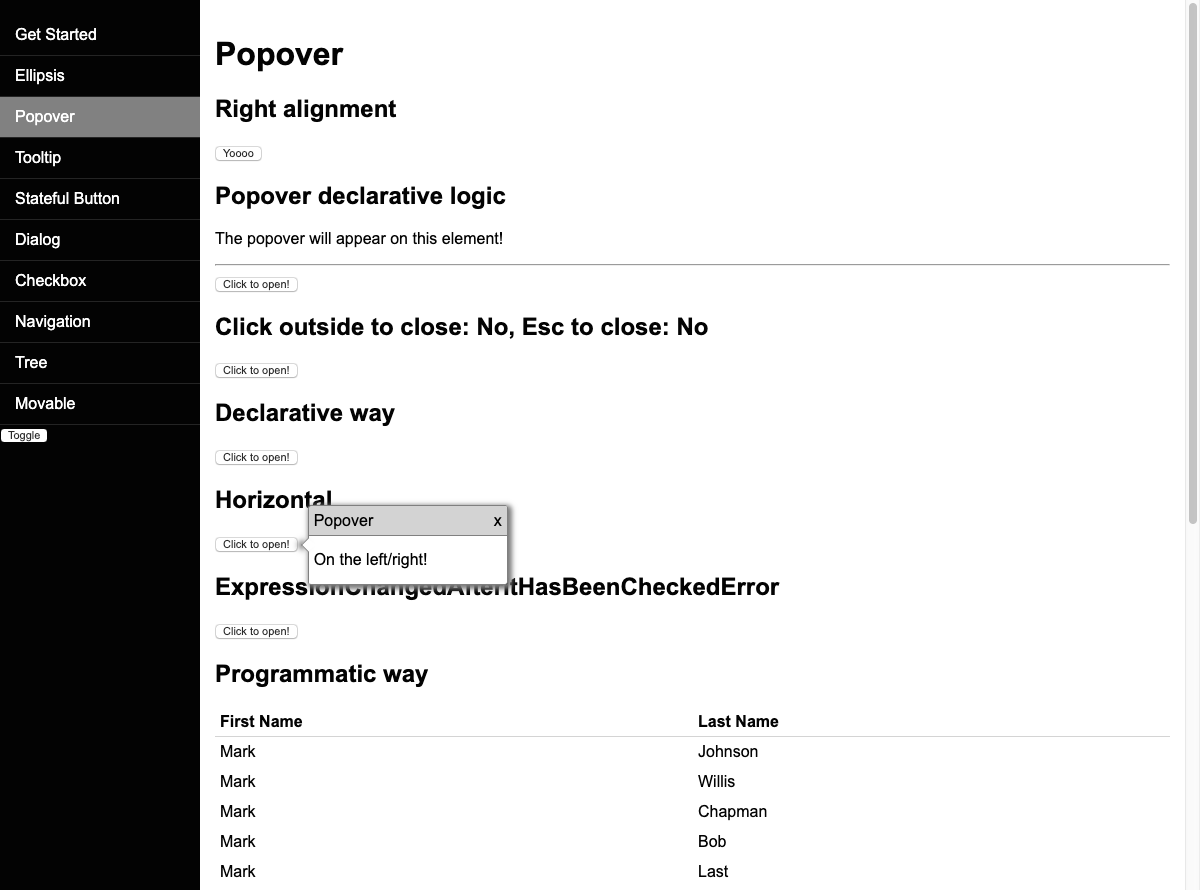 Get Started
Ellipsis
Popover
Tooltip
Stateful Button
Dialog
Checkbox
Navigation
Tree
Movable
Toggle
Popover
Right alignment
Yoooo
Popover declarative logic
The popover will appear on this element!
Click to open!
Click outside to close: No, Esc to close: No
Click to open!
Declarative way
Click to open!
Horizontal
Popover x
Click to open!
On the left/right!
ExpressionChangedAfterItHasBeenCheckedError
Click to open!
Programmatic way
First Name Last Name
Mark Johnson
Mark Willis
Mark Chapman
Mark Bob
Mark Last